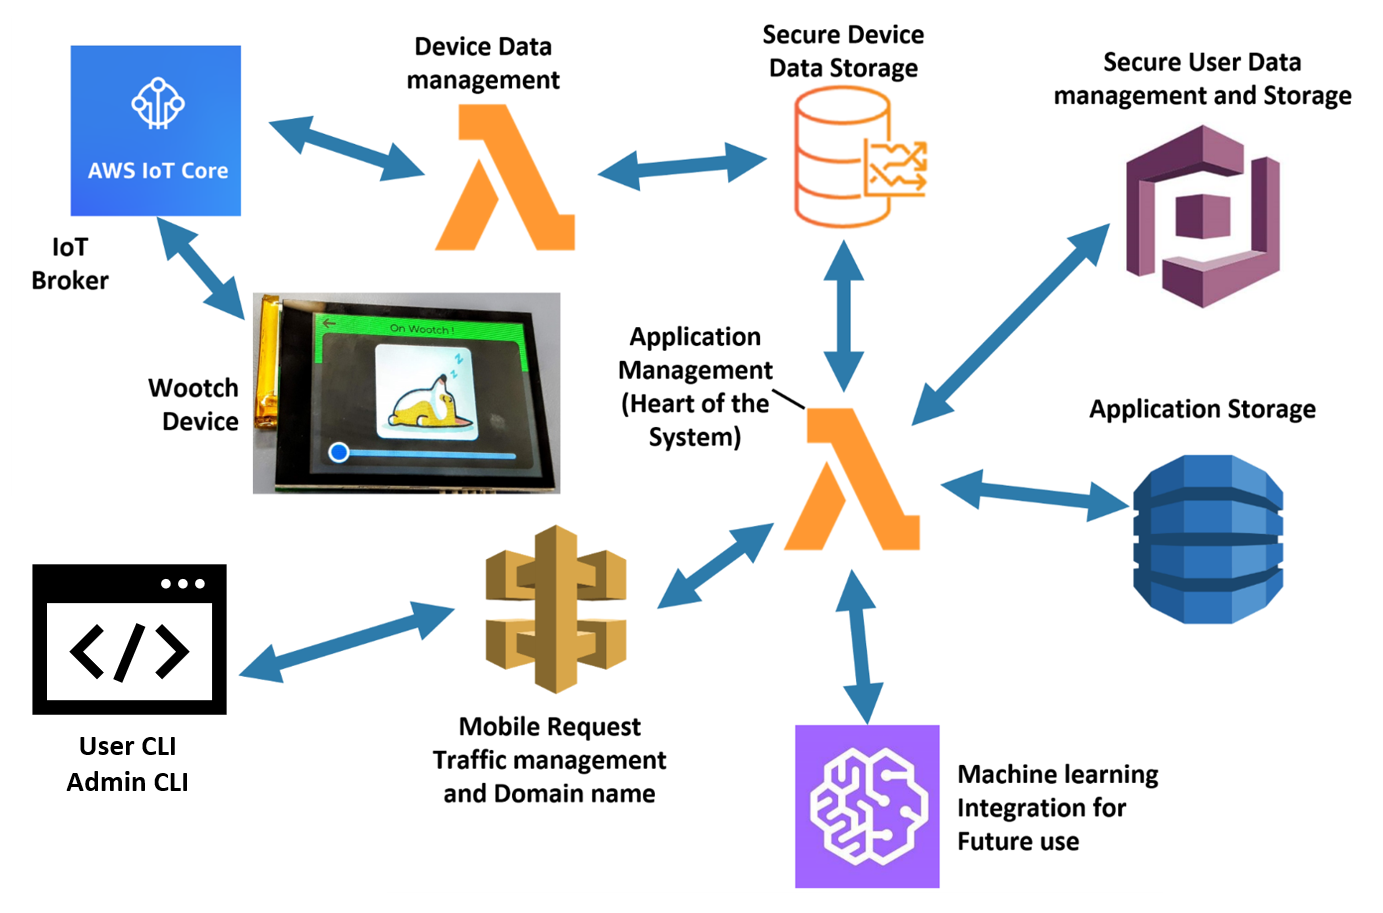 Device Data
management
Secure Device
Data Storage
Secure User Data
management and Storage
AWS IoT Core
IoT
Broker
On Wootch !
z
z
z
Wootch
Device
Application
Management
(Heart of the
System)
Application Storage
</>
User CLI
Admin CLI
Mobile Request
Traffic management
and Domain name
Machine learning
Integration for
Future use